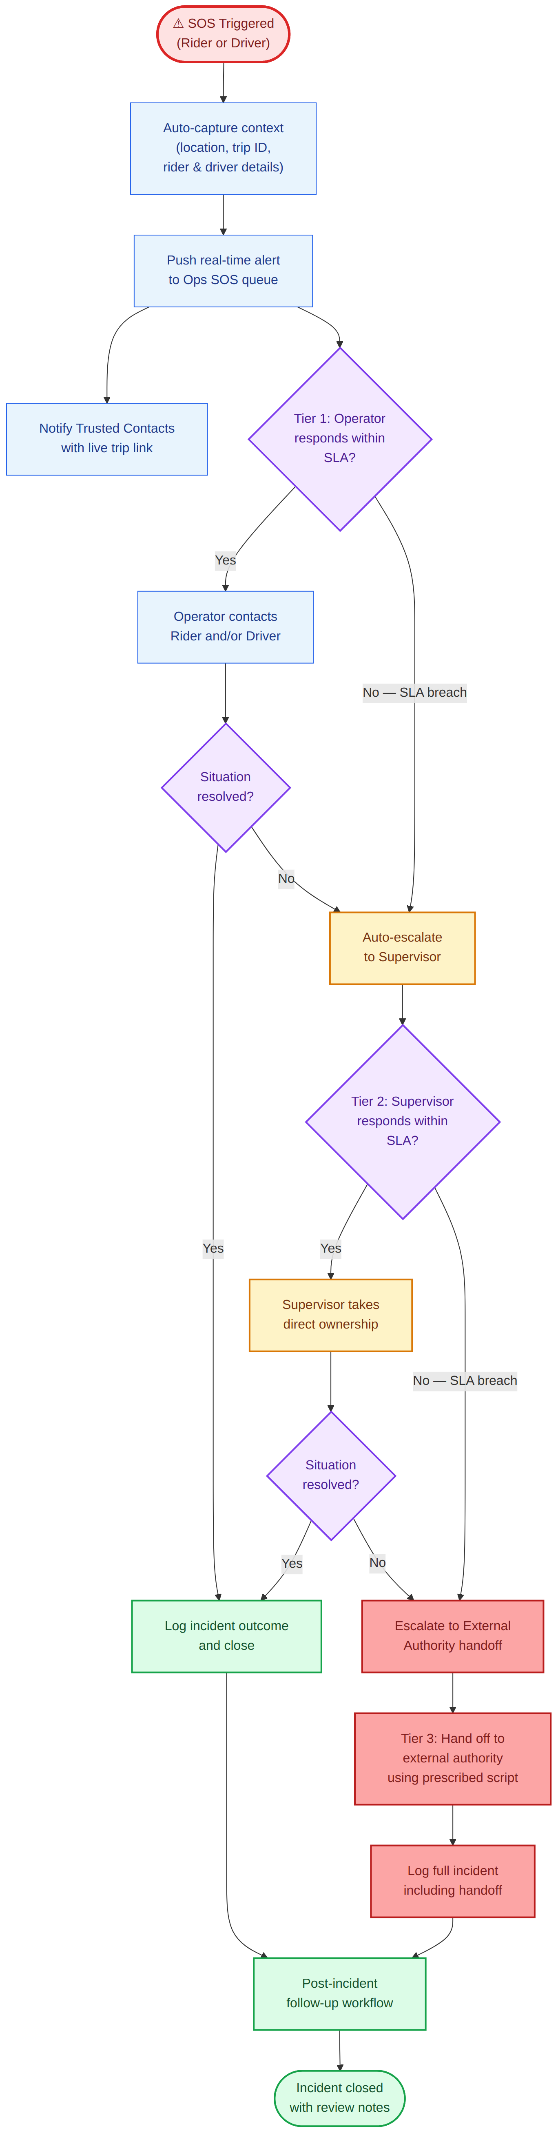 ⚠ SOS Triggered
(Rider or Driver)
Auto-capture context
(location, trip ID,
rider & driver details)
Push real-time alert
to Ops SOS queue
Notify Trusted Contacts
with live trip link
Tier 1: Operator
responds within
SLA?
Yes
Operator contacts
Rider and/or Driver
No — SLA breach
Situation
resolved?
No
Auto-escalate
to Supervisor
Tier 2: Supervisor
responds within
SLA?
Yes
Yes
Supervisor takes
direct ownership
No — SLA breach
Situation
resolved?
Yes
No
Log incident outcome
and close
Escalate to External
Authority handoff
Tier 3: Hand off to
external authority
using prescribed script
Log full incident
including handoff
Post-incident
follow-up workflow
Incident closed
with review notes